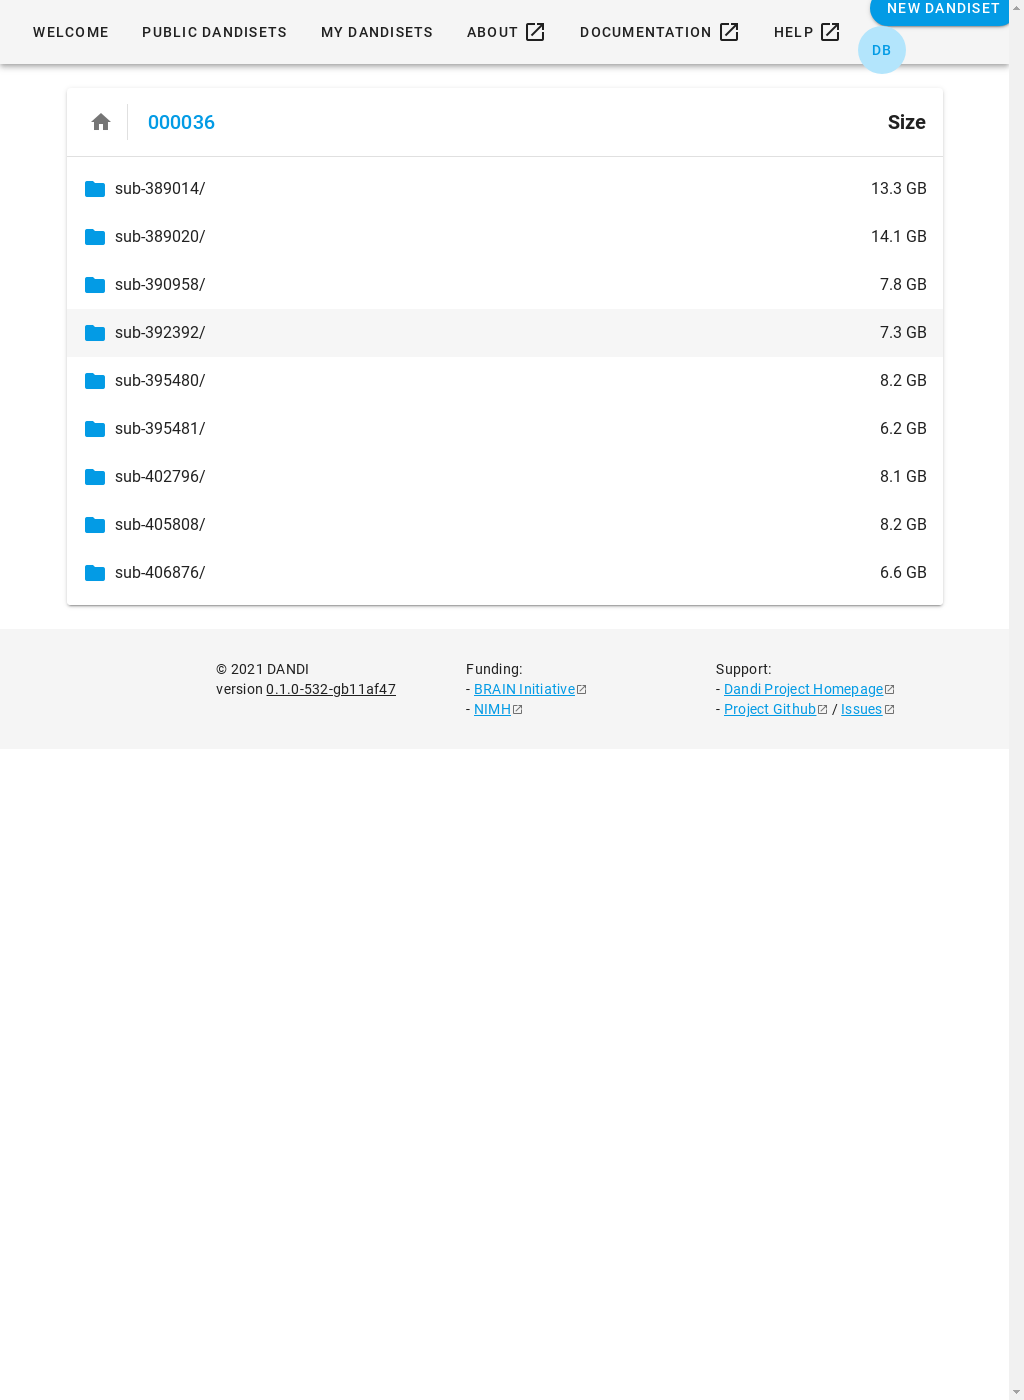 NEW DANDISET
WELCOME PUBLIC DANDISETS MY DANDISETS ABOUT DOCUMENTATION HELP
DB
000036 Size
sub-389014/ 13.3 GB
sub-389020/ 14.1 GB
sub-390958/ 7.8 GB
sub-392392/ 7.3 GB
sub-395480/ 8.2 GB
sub-395481/ 6.2 GB
sub-402796/ 8.1 GB
sub-405808/ 8.2 GB
sub-406876/ 6.6 GB
© 2021 DANDI
version 0.1.0-532-gb11af47
Funding:
- BRAIN Initiative
- NIMH
Support:
- Dandi Project Homepage
- Project Github / Issues